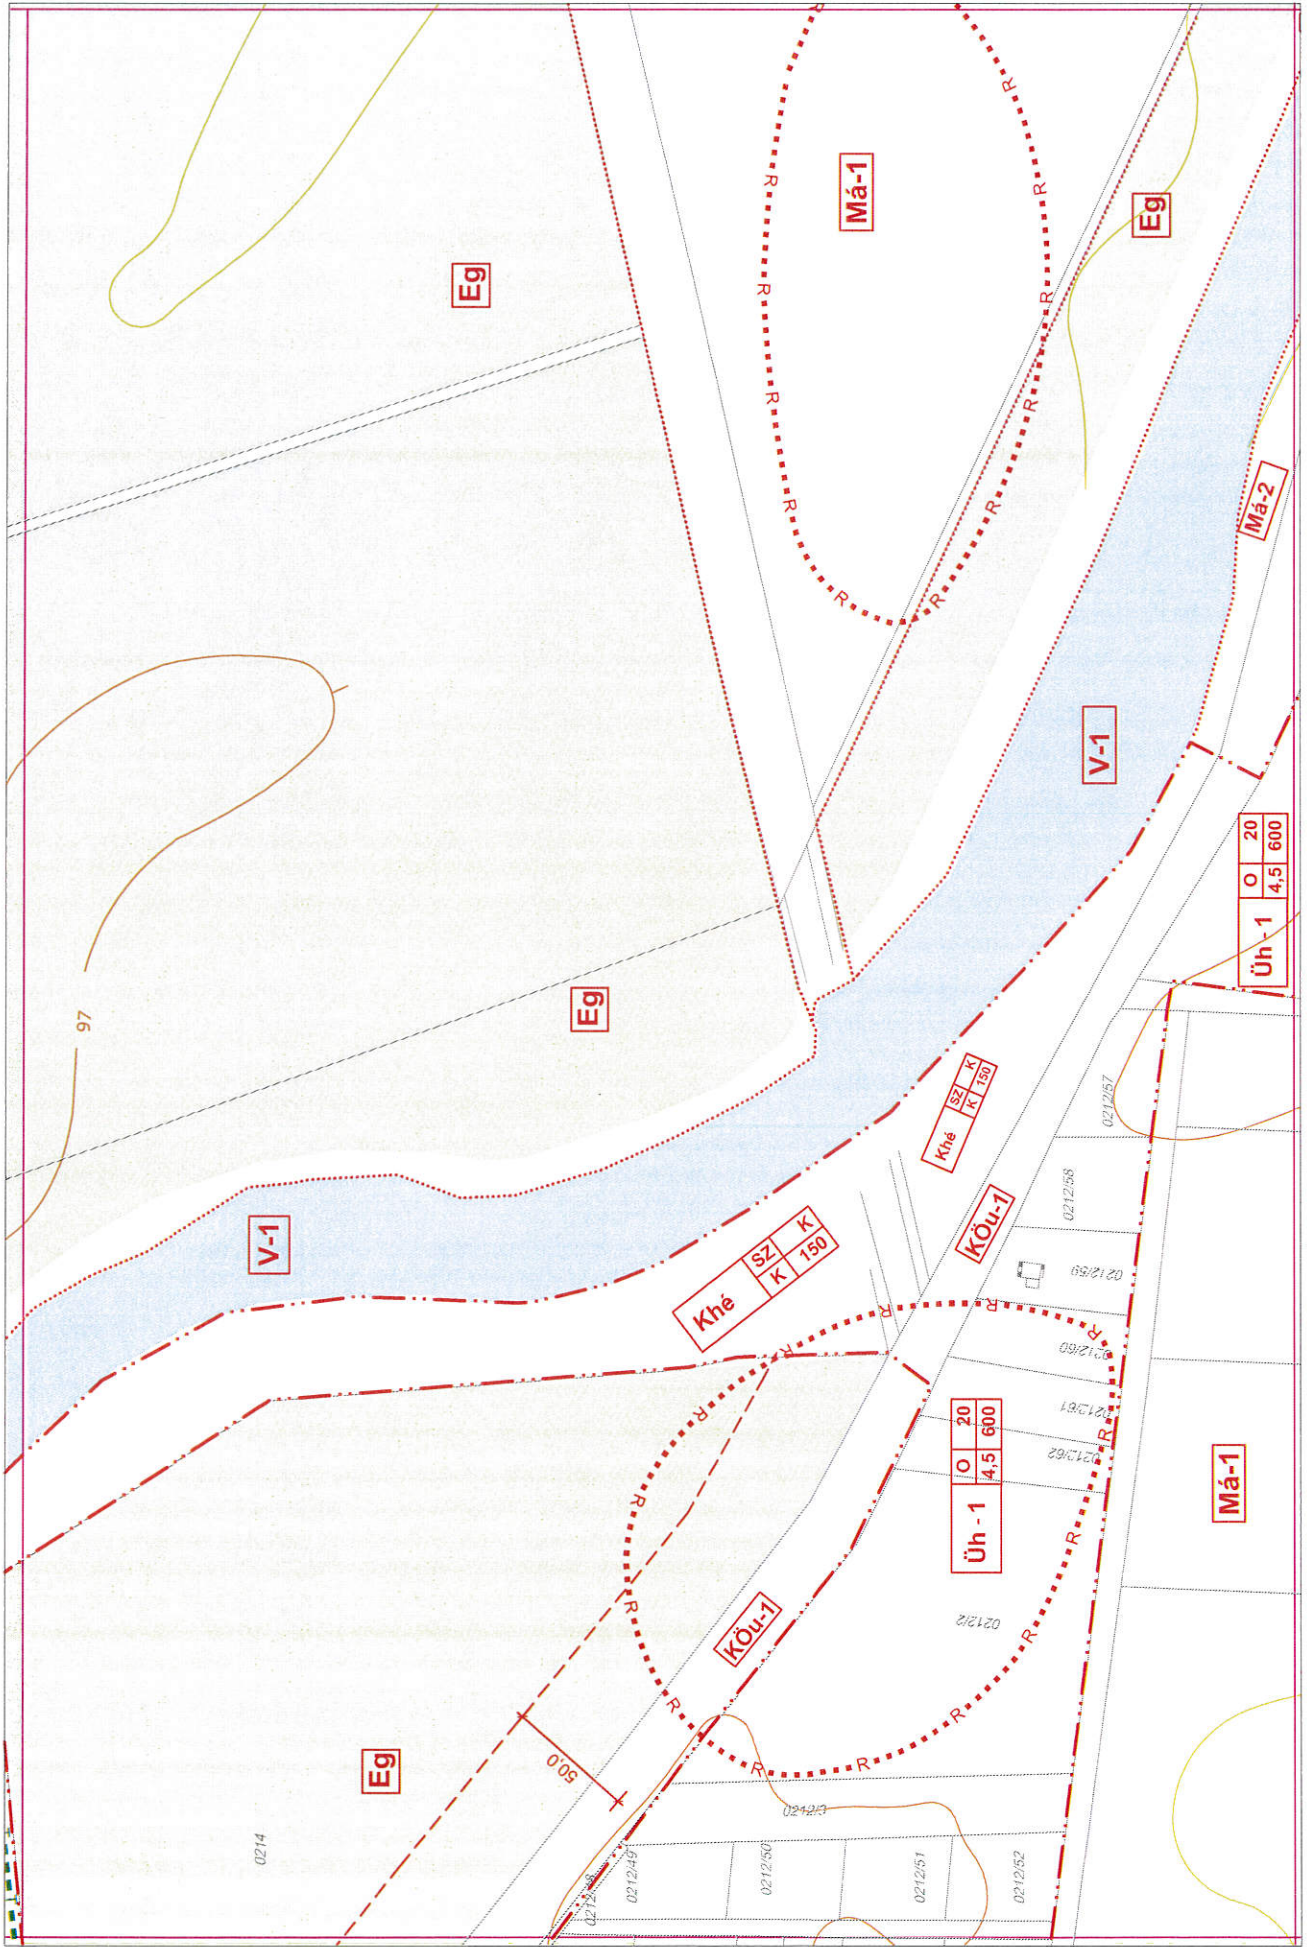 Eg
Má-1
Eg
Má-2
V-1
97
Eg
Üh - 1
O 20
4,5 600
V-1
Khé
SZ K
K 150
KÖu-1
0212/57
0212/58
0212/59
0212/60
0212/61
0212/62
Khé
SZ K
K 150
Üh - 1
O 20
4,5 600
Má-1
KÖu-1
0212/2
Eg
50,0
0214
0212/3
0212/49
0212/50
0212/51
0212/52
R R R R R R R R R R R R R
R R R R R R R R R R R R R R